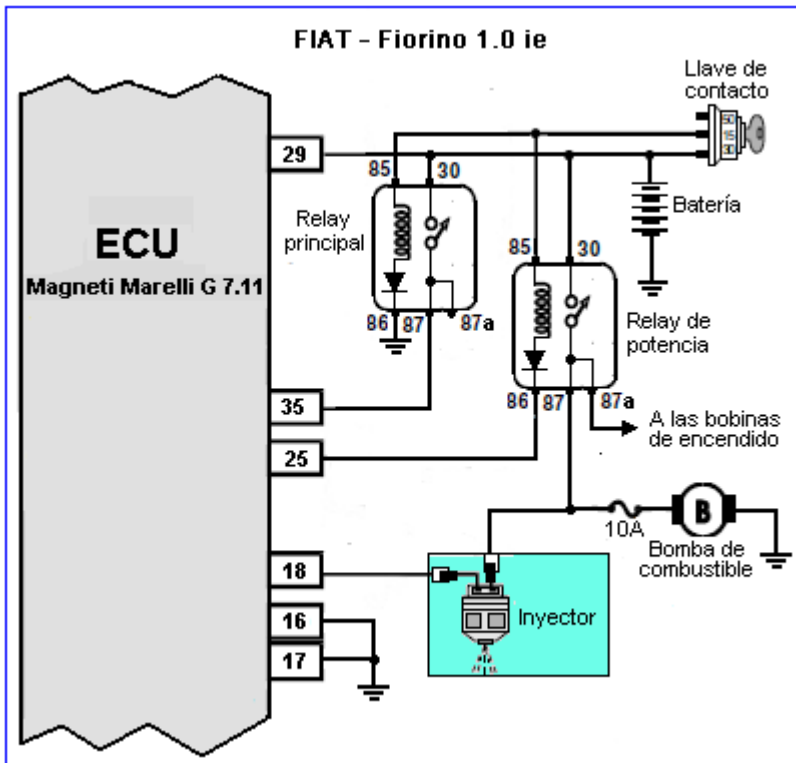 FIAT - Fiorino 1.0 ie
Llave de
contacto
50
15
30
29
85
30
Relay
principal
Batería
ECU
Magneti Marelli G 7.11
85
30
86
87
87a
Relay de
potencia
86
87
87a
35
A las bobinas
de encendido
25
10A
B
Bomba de
combustible
18
Inyector
16
17